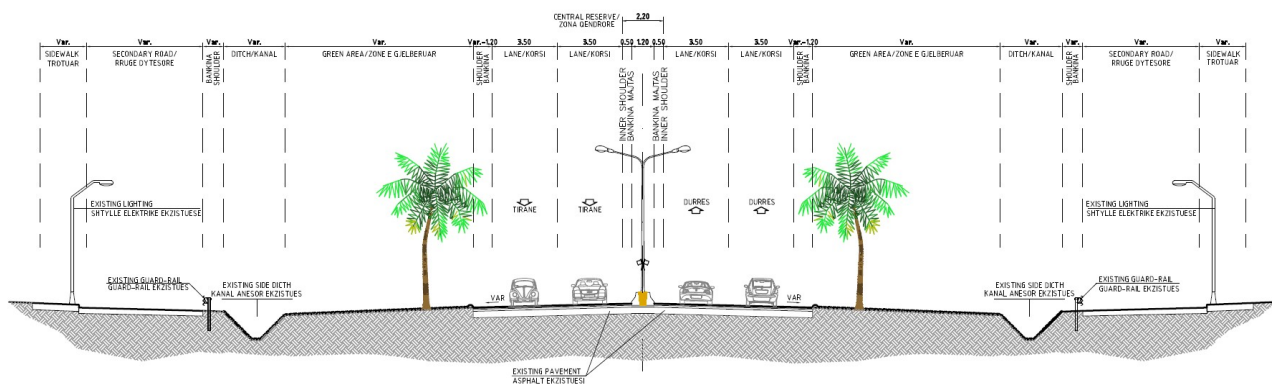 CENTRAL RESERVE/
ZONA QENDRORE
2,20
Var.
Var.
Var.
Var.
Var.
Var.-1.20
3.50
3.50
0.50
1.20
0.50
3.50
3.50
Var.-1.20
Var.
Var.
Var.
Var.
Var.
SIDEWALK
TROTUAR
SECONDARY ROAD/
RRUGE DYTESORE
BANKINA
SHOULDER
DITCH/KANAL
GREEN AREA/ZONE E GJELBERUAR
SHOULDER
BANKINA
LANE/KORSI
LANE/KORSI
INNER SHOULDER
BANKINA MAJTAS
BANKINA MAJTAS
INNER SHOULDER
LANE/KORSI
LANE/KORSI
SHOULDER
BANKINA
GREEN AREA/ZONE E GJELBERUAR
DITCH/KANAL
SHOULDER
BANKINA
SECONDARY ROAD/
RRUGE DYTESORE
SIDEWALK
TROTUAR
EXISTING LIGHTING
SHTYLLE ELEKTRIKE EKZISTUESE
TIRANE
TIRANE
DURRES
DURRES
EXISTING LIGHTING
SHTYLLE ELEKTRIKE EKZISTUESE
EXISTING GUARD-RAIL
GUARD-RAIL EKZISTUES
EXISTING SIDE DICTH
KANAL ANESOR EKZISTUES
VAR
VAR
EXISTING SIDE DICTH
KANAL ANESOR EKZISTUES
EXISTING GUARD-RAIL
GUARD-RAIL EKZISTUES
EXISTING PAVEMENT
ASPHALT EKZISTUESI